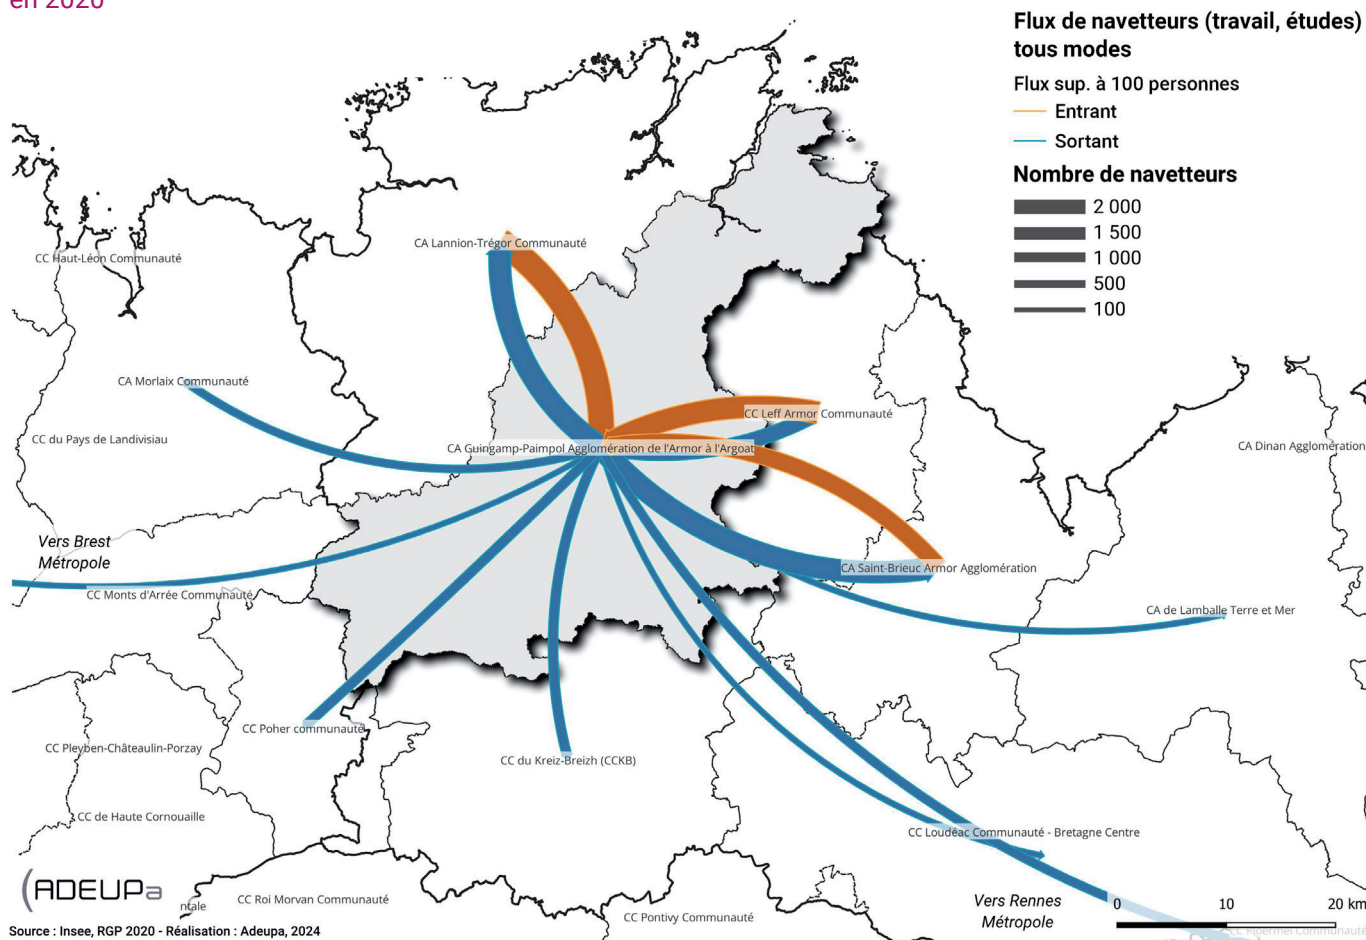 en 2020
Flux de navetteurs (travail, études)
tous modes
Flux sup. à 100 personnes
Entrant
Sortant
Nombre de navetteurs
2 000
1 500
1 000
500
100
CA Lannion-Trégor Communauté
CC Haut-Léon Communauté
CA Morlaix Communauté
CC Leff Armor Communauté
CC du Pays de Landivisiau
CA Guingamp-Paimpol Agglomération de l'Armor à l'Argoat
CA Dinan Agglomération
Vers Brest
Métropole
CA Saint-Brieuc Armor Agglomération
CC Monts d'Arrée Communauté
CA de Lamballe Terre et Mer
CC Poher communauté
CC Pleyben-Châteaulin-Porzay
CC du Kreiz-Breizh (CCKB)
CC de Haute Cornouaille
CC Loudéac Communauté - Bretagne Centre
ADEUPa
ntale
CC Roi Morvan Communauté
CC Pontivy Communauté
Vers Rennes
Métropole
0 10 20 km
CC Ploërmel Communauté
Source : Insee, RGP 2020 - Réalisation : Adeupa, 2024